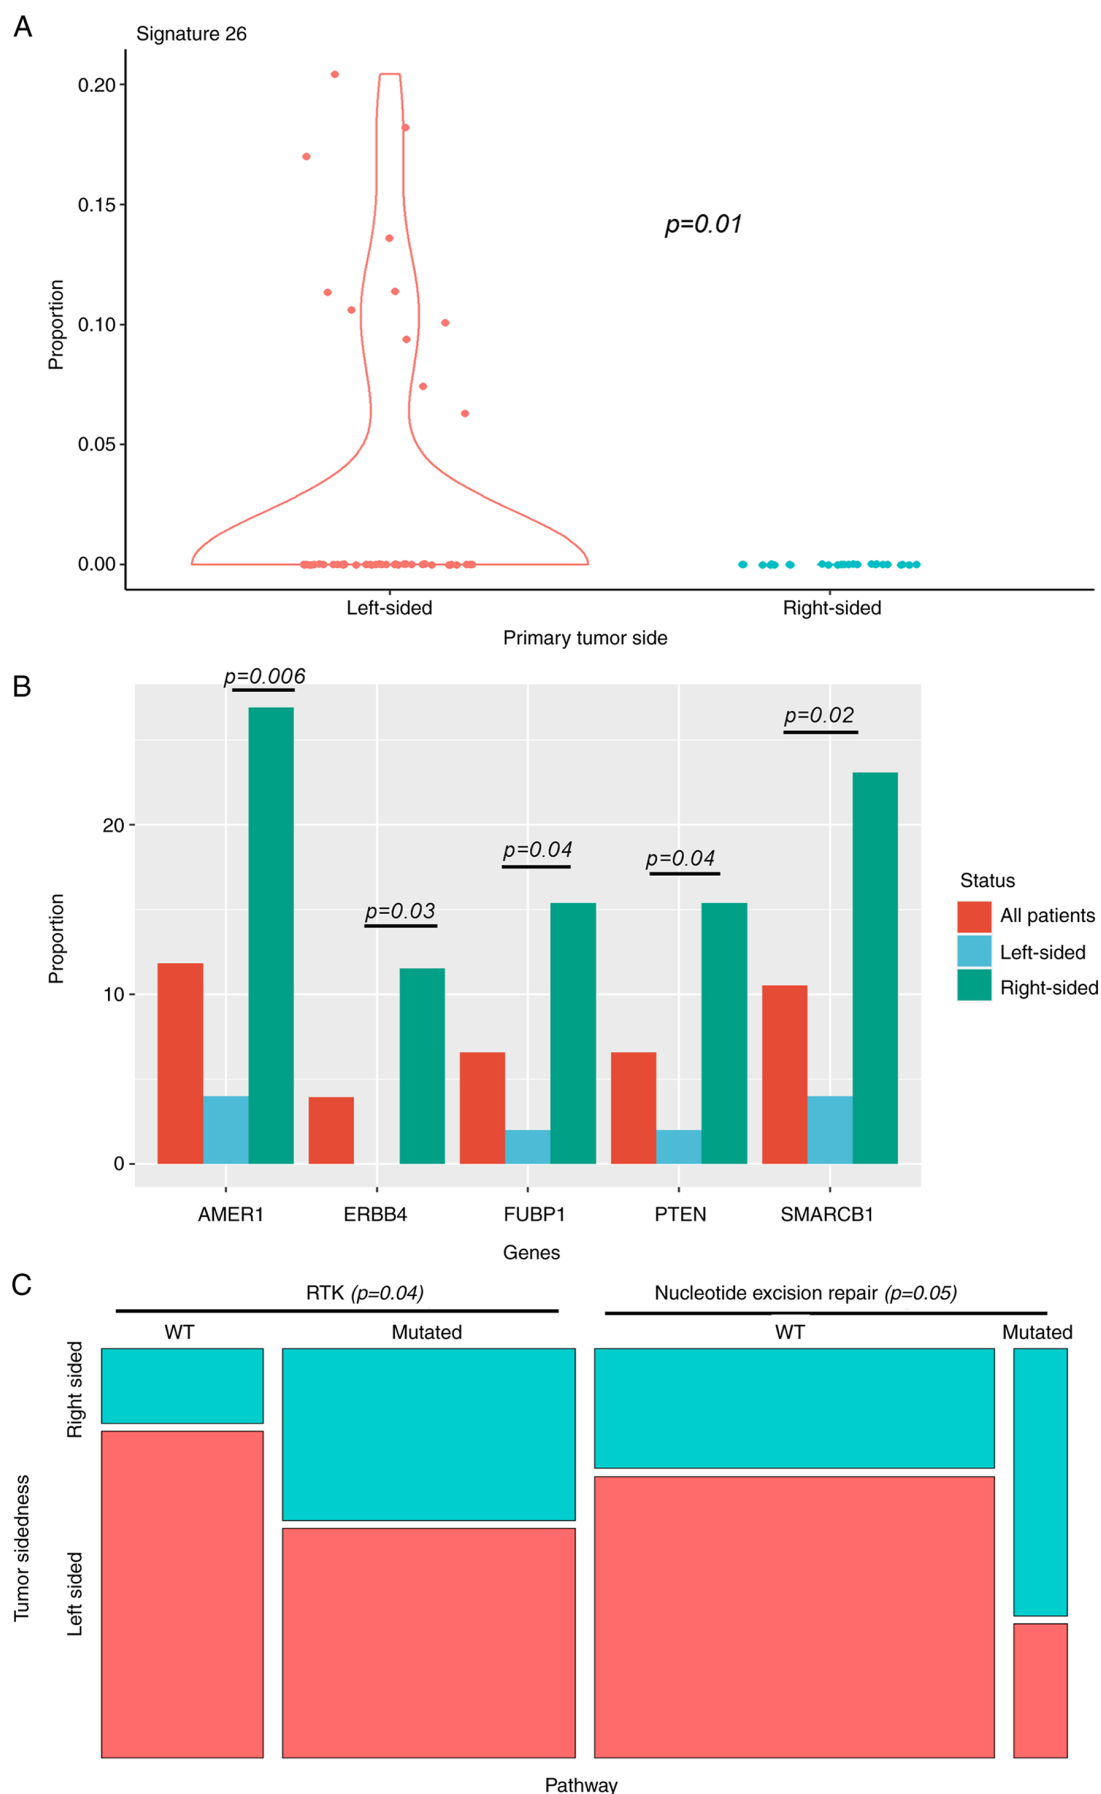 A
Signature 26
0.20
0.15
0.10
0.05
0.00
Proportion
p=0.01
Left-sided
Right-sided
Primary tumor side
B
p=0.006
p=0.03
p=0.04
p=0.04
p=0.02
20
10
0
Proportion
AMER1
ERBB4
FUBP1
PTEN
SMARCB1
Genes
Status
All patients
Left-sided
Right-sided
C
RTK (p=0.04)
Nucleotide excision repair (p=0.05)
WT
Mutated
WT
Mutated
Right sided
Left sided
Tumor sidedness
Pathway